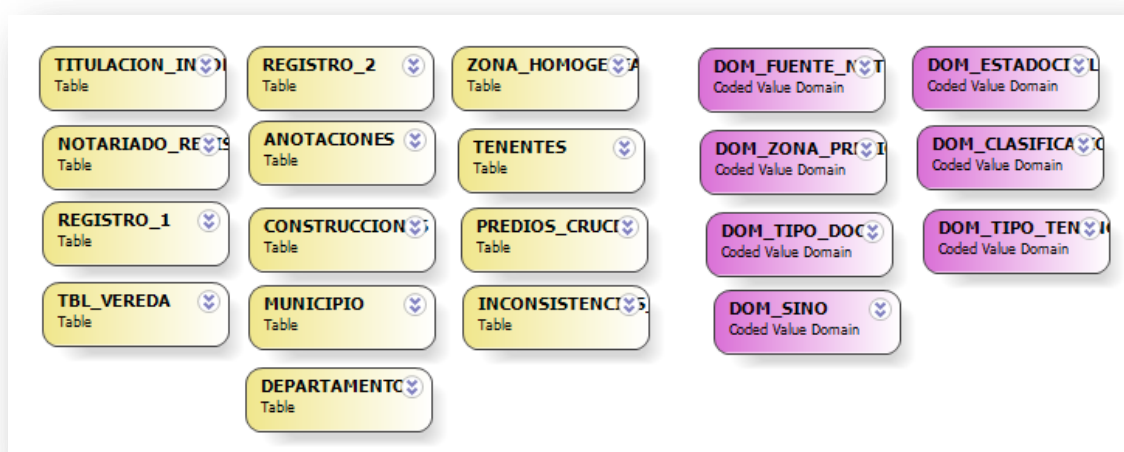 TITULACION_IN
Table
REGISTRO_2
Table
ZONA_HOMOGE
Table
DOM_FUENTE_N
Coded Value Domain
DOM_ESTADOCI
Coded Value Domain
NOTARIADO_RE
Table
ANOTACIONES
Table
TENENTES
Table
DOM_ZONA_PR
Coded Value Domain
DOM_CLASIFICA
Coded Value Domain
REGISTRO_1
Table
CONSTRUCCION
Table
PREDIOS_CRUC
Table
DOM_TIPO_DOC
Coded Value Domain
DOM_TIPO_TEN
Coded Value Domain
TBL_VEREDA
Table
MUNICIPIO
Table
INCONSISTENC
Table
DOM_SINO
Coded Value Domain
DEPARTAMENTO
Table